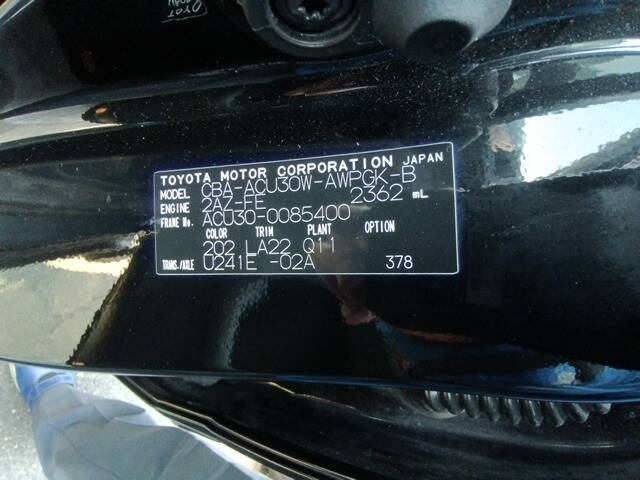 TOYOTA MOTOR CORPORATION JAPAN
MODEL CBA-ACU30W-AWPGK-B
ENGINE 2AZ-FE 2362 mL
FRAME No. ACU30-0085400
COLOR TRIM PLANT OPTION
202 LA22 Q11
TRANS./AXLE U241E -02A 378